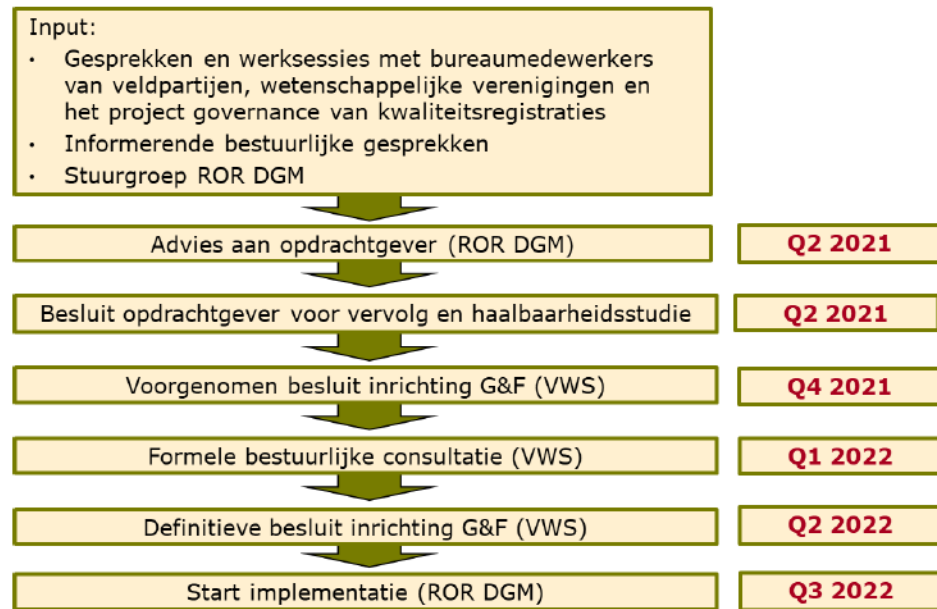 Input:
• Gesprekken en werksessies met bureaumedewerkers
van veldpartijen, wetenschappelijke verenigingen en
het project governance van kwaliteitsregistraties
• Informerende bestuurlijke gesprekken
• Stuurgroep ROR DGM
Advies aan opdrachtgever (ROR DGM)
Q2 2021
Besluit opdrachtgever voor vervolg en haalbaarheidsstudie
Q2 2021
Voorgenomen besluit inrichting G&F (VWS)
Q4 2021
Formele bestuurlijke consultatie (VWS)
Q1 2022
Definitieve besluit inrichting G&F (VWS)
Q2 2022
Start implementatie (ROR DGM)
Q3 2022